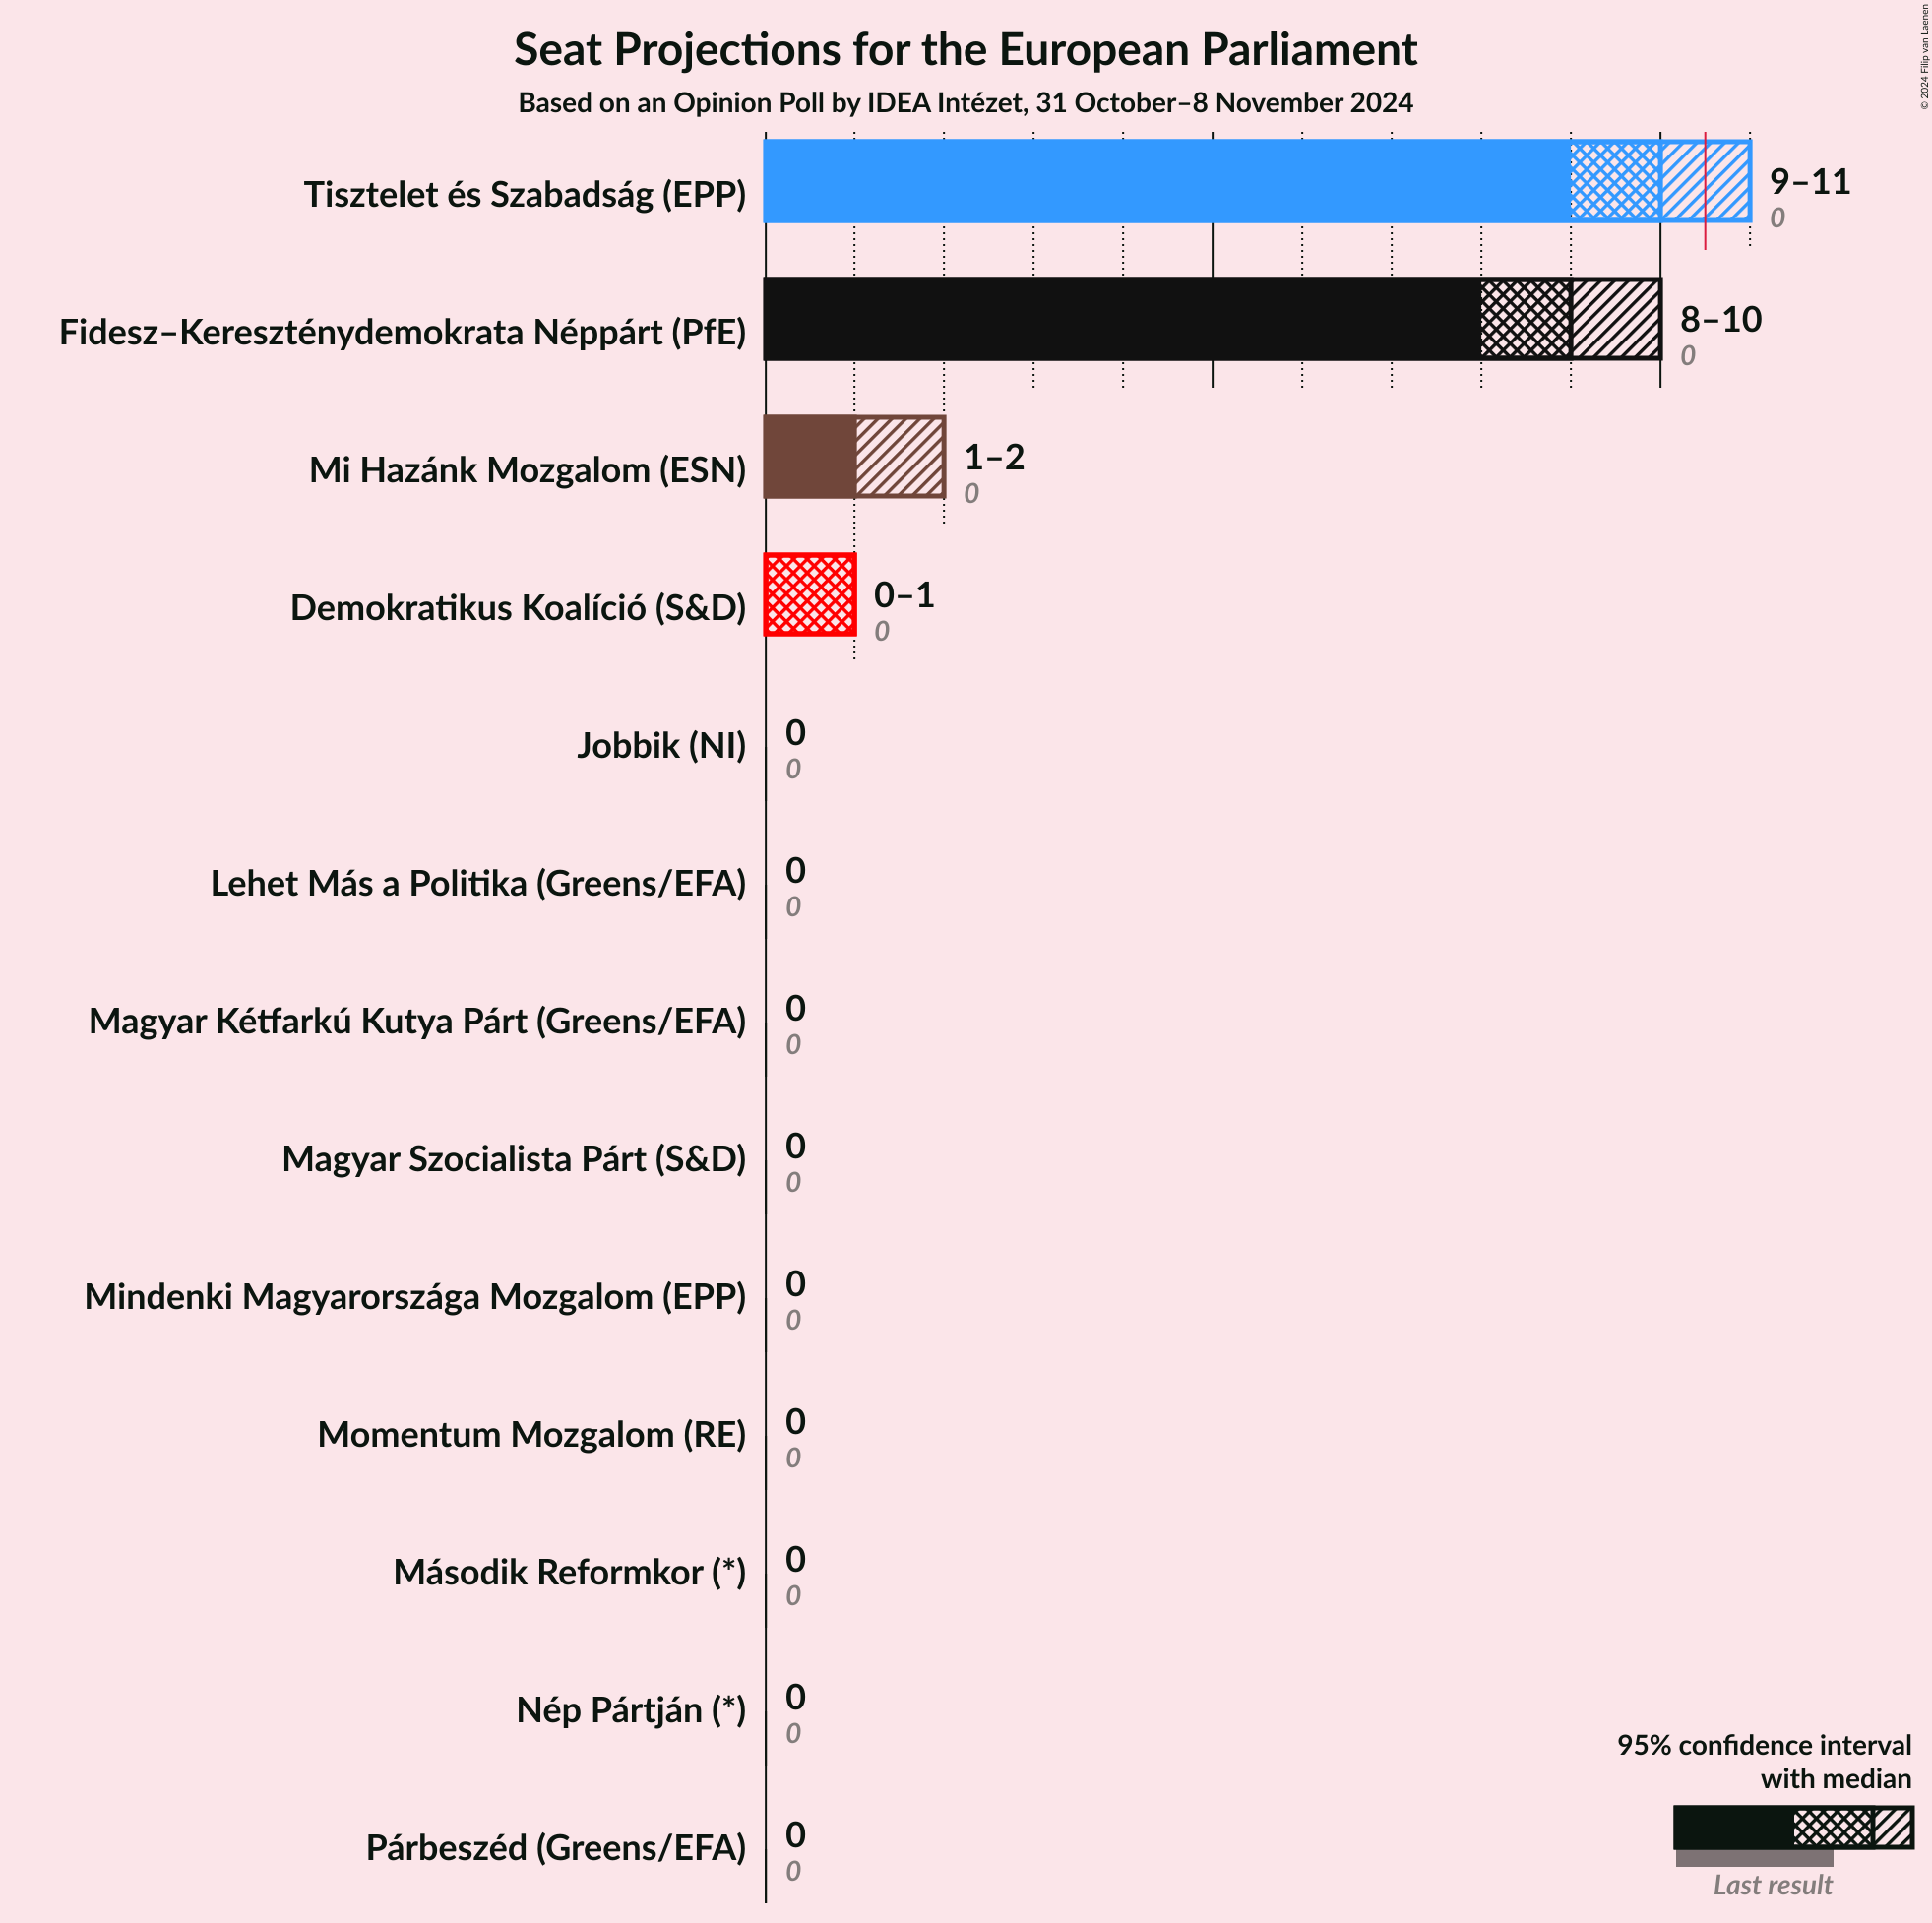 Seat Projections for the European Parliament
Based on an Opinion Poll by IDEA Intézet, 31 October–8 November 2024
© 2024 Filip van Laenen
Tisztelet és Szabadság (EPP)
9–11
0
Fidesz–Kereszténydemokrata Néppárt (PfE)
8–10
0
Mi Hazánk Mozgalom (ESN)
1–2
0
Demokratikus Koalíció (S&D)
0–1
0
Jobbik (NI)
0
0
Lehet Más a Politika (Greens/EFA)
0
0
Magyar Kétfarkú Kutya Párt (Greens/EFA)
0
0
Magyar Szocialista Párt (S&D)
0
0
Mindenki Magyarországa Mozgalom (EPP)
0
0
Momentum Mozgalom (RE)
0
0
Második Reformkor (*)
0
0
Nép Pártján (*)
0
0
Párbeszéd (Greens/EFA)
0
0
95% confidence interval
with median
Last result